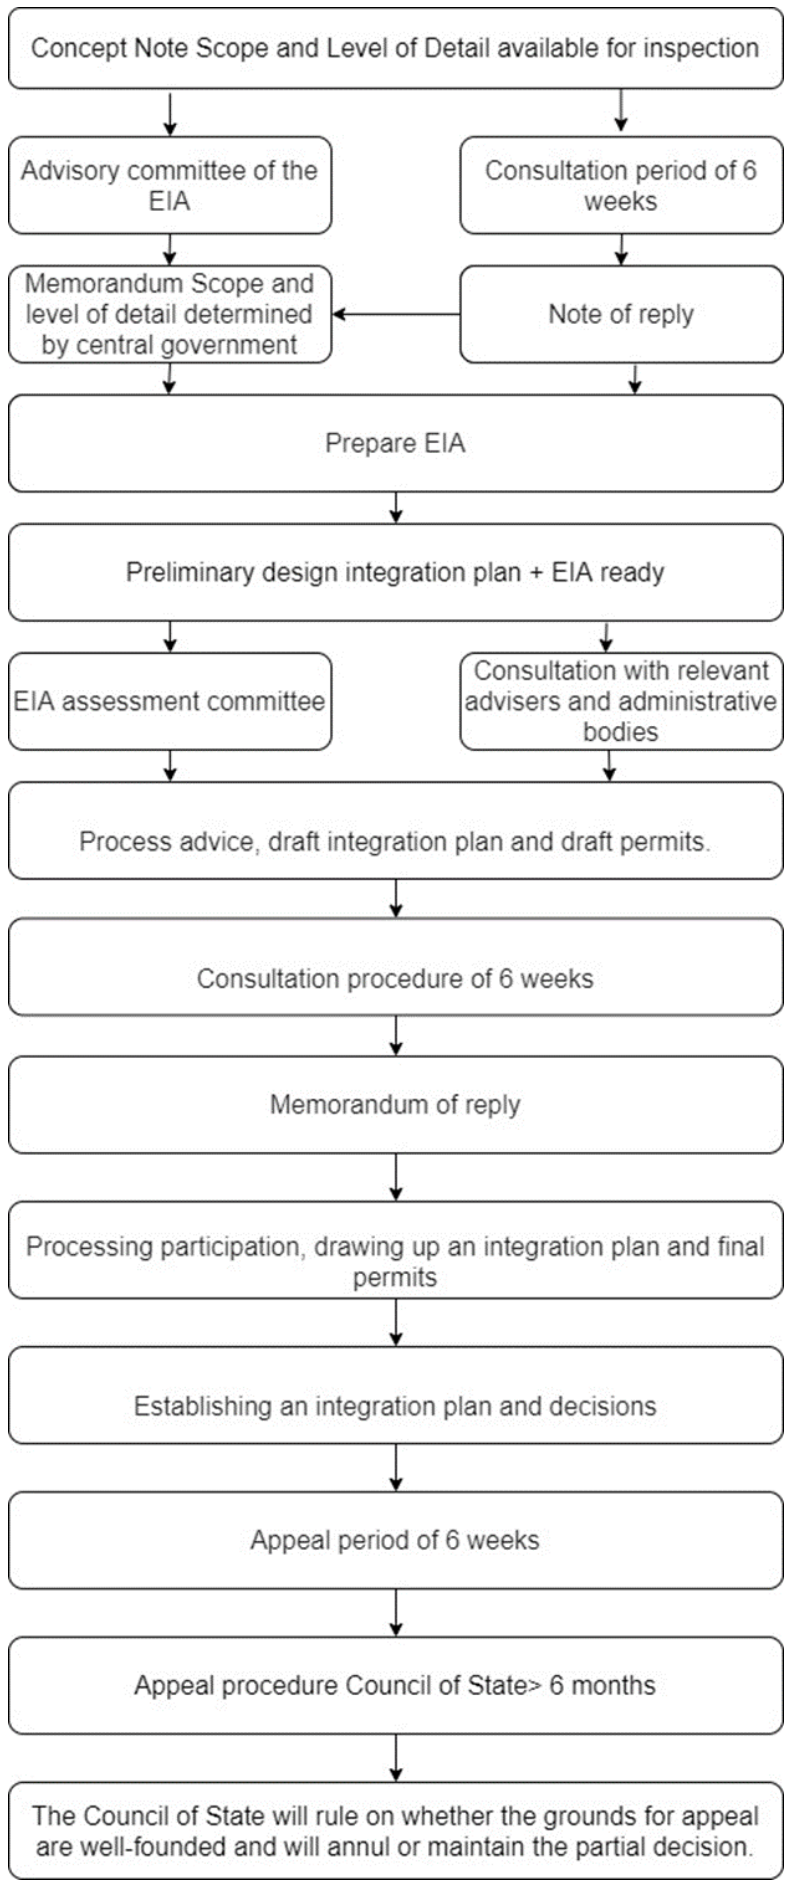 Concept Note Scope and Level of Detail available for inspection
Advisory committee of the
EIA
Consultation period of 6
weeks
Memorandum Scope and
level of detail determined
by central government
Note of reply
Prepare EIA
Preliminary design integration plan + EIA ready
EIA assessment committee
Consultation with relevant
advisers and administrative
bodies
Process advice, draft integration plan and draft permits.
Consultation procedure of 6 weeks
Memorandum of reply
Processing participation, drawing up an integration plan and final
permits
Establishing an integration plan and decisions
Appeal period of 6 weeks
Appeal procedure Council of State> 6 months
The Council of State will rule on whether the grounds for appeal
are well-founded and will annul or maintain the partial decision.